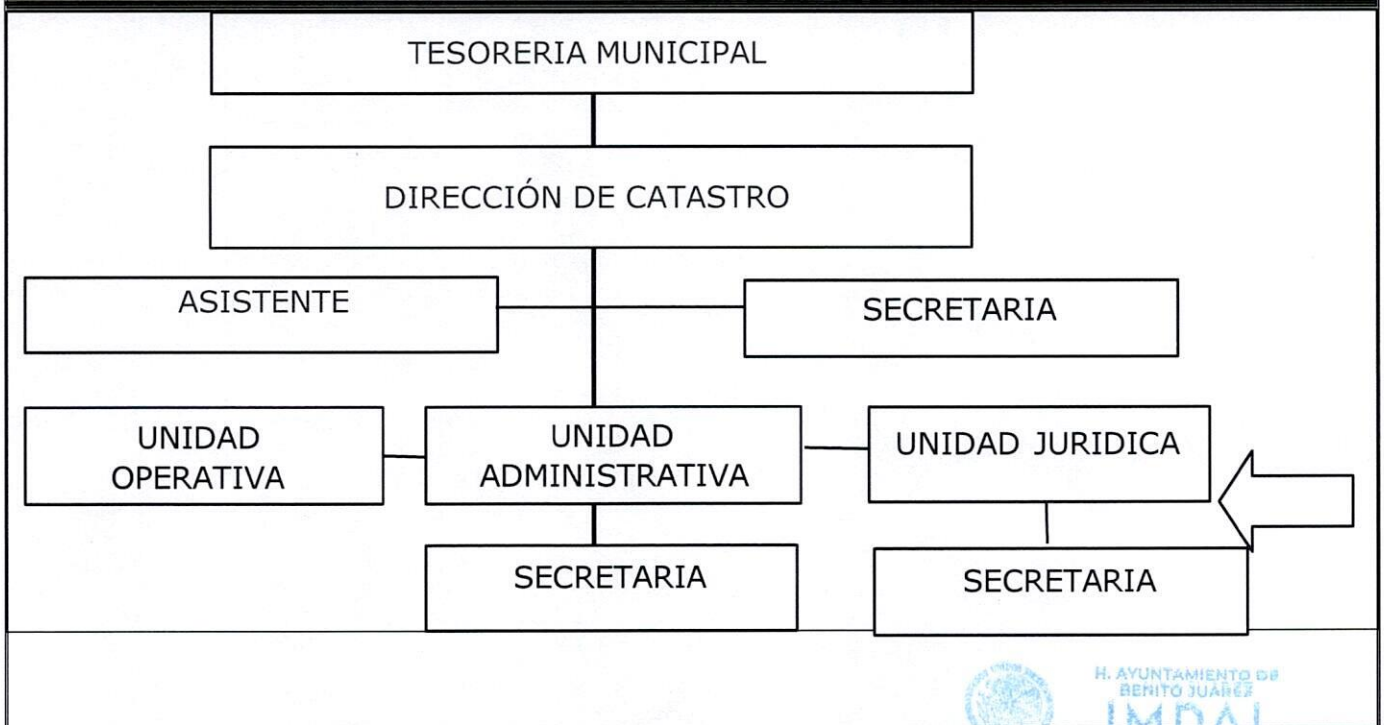 TESORERIA MUNICIPAL
DIRECCIÓN DE CATASTRO
ASISTENTE
SECRETARIA
UNIDAD
OPERATIVA
UNIDAD
ADMINISTRATIVA
UNIDAD JURIDICA
SECRETARIA
SECRETARIA
H. AYUNTAMIENTO DE
BENITO JUÁREZ
IMDAI